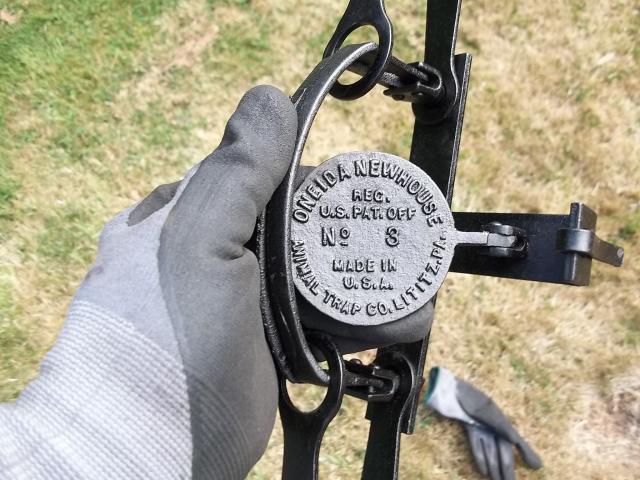 ONEIDA NEWHOUSE
REG.
U.S. PAT. OFF
No 3
MADE IN
U.S.A.
ANIMAL TRAP CO. LITITZ. PA.